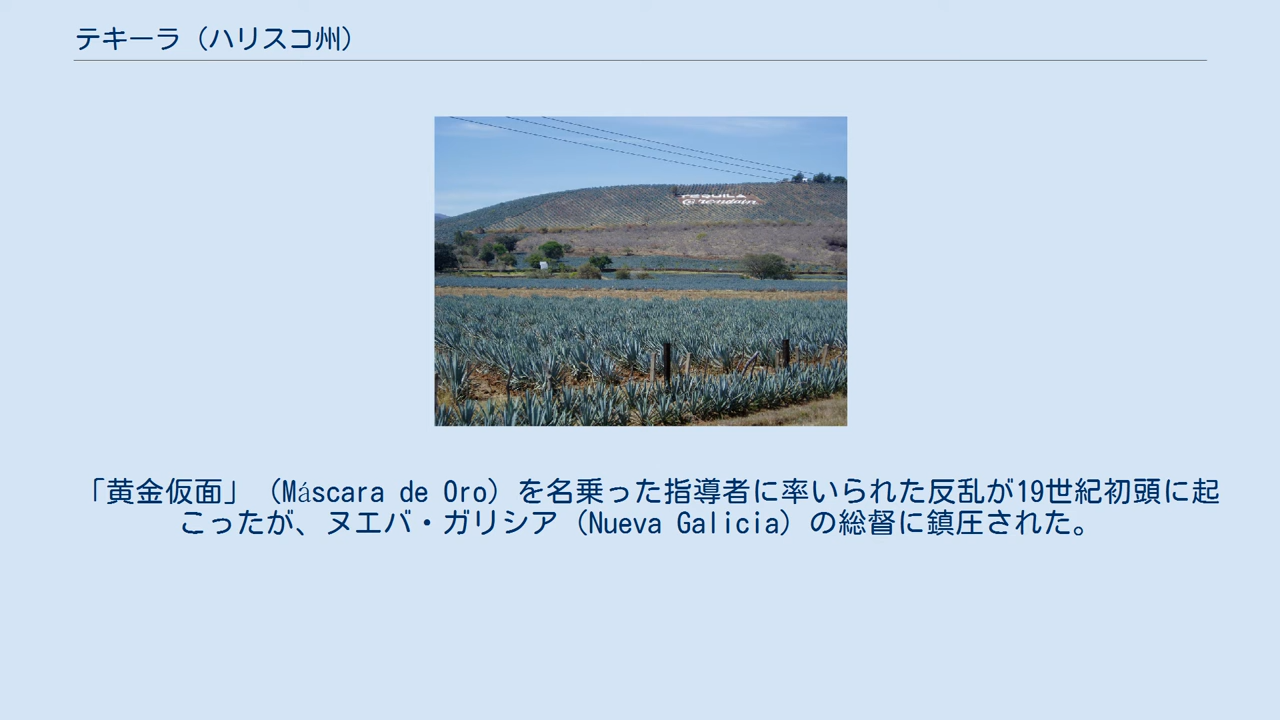 テキーラ（ハリスコ州）
TEQUILA
「黄金仮面」（Máscara de Oro）を名乗った指導者に率いられた反乱が19世紀初頭に起
こったが、ヌエバ・ガリシア（Nueva Galicia）の総督に鎮圧された。